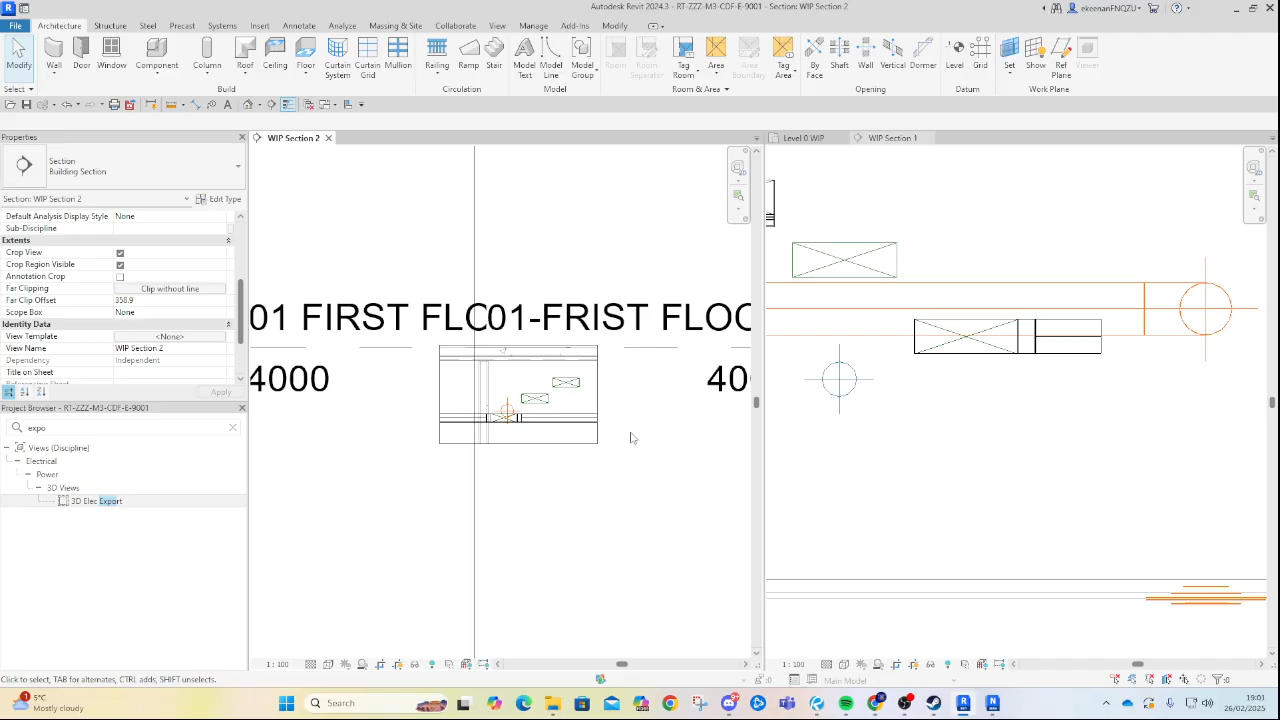 Autodesk Revit 2024.3 - RT-ZZZ-M3-CDF-E-9001 - Section: WIP Section 2
ekeenanFNQZU
File Architecture Structure Steel Precast Systems Insert Annotate Analyze Massing & Site Collaborate View Manage Add-Ins Modify
Modify Wall Door Window Component Column Roof Ceiling Floor Curtain System Curtain Grid Mullion Railing Ramp Stair Model Text Model Line Model Group Room Room Separator Tag Room Area Area Boundary Tag Area By Face Shaft Wall Vertical Dormer Level Grid Set Show Ref Plane Viewer
Select Build Circulation Model Room & Area Opening Datum Work Plane
Properties
WIP Section 2
Level 0 WIP
WIP Section 1
Section
Building Section
Section: WIP Section 2
Edit Type
Default Analysis Display Style None
Sub-Discipline
Extents
Crop View
Crop Region Visible
Annotation Crop
Far Clipping Clip without line
Far Clip Offset 358.9
Scope Box None
Identity Data
View Template <None>
View Name WIP Section 2
Dependency Independent
Title on Sheet
Apply
Project Browser - RT-ZZZ-M3-CDF-E-9001
expo
Views (Discipline)
Electrical
Power
3D Views
3D Elec Export
01 FIRST FLO
01-FRIST FLOO
4000
1 : 100
1 : 100
Click to select, TAB for alternates, CTRL adds, SHIFT unselects.
:0
Main Model
:0
5°C
Mostly cloudy
Search
19:01
26/02/2025